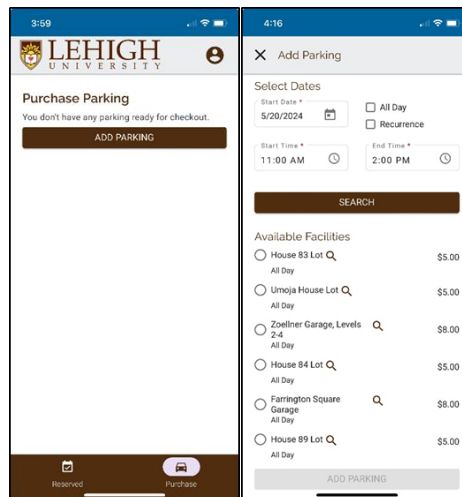 3:59
LEHIGH
UNIVERSITY
Purchase Parking
You don't have any parking ready for checkout.
ADD PARKING
Reserved
Purchase
4:16
Add Parking
Select Dates
Start Date *
5/20/2024
All Day
Recurrence
Start Time *
11:00 AM
End Time *
2:00 PM
SEARCH
Available Facilities
House 83 Lot
$5.00
All Day
Umoja House Lot
$5.00
All Day
Zoellner Garage, Levels
2-4
$8.00
All Day
House 84 Lot
$5.00
All Day
Farrington Square
Garage
$8.00
All Day
House 89 Lot
$5.00
All Day
ADD PARKING